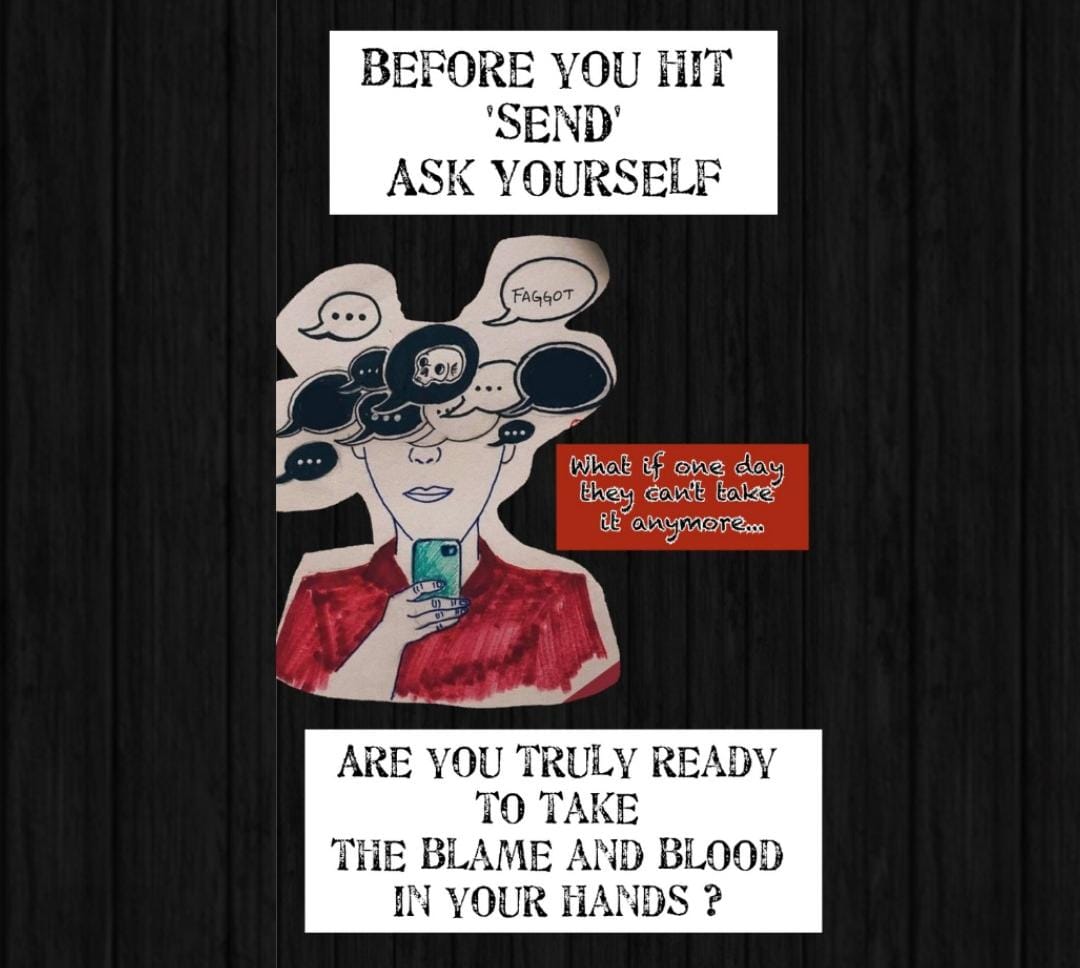 BEFORE YOU HIT
'SEND'
ASK YOURSELF
...
FAGGOT
...
...
...
...
...
...
What if one day
they can't take
it anymore...
ARE YOU TRULY READY
TO TAKE
THE BLAME AND BLOOD
IN YOUR HANDS ?